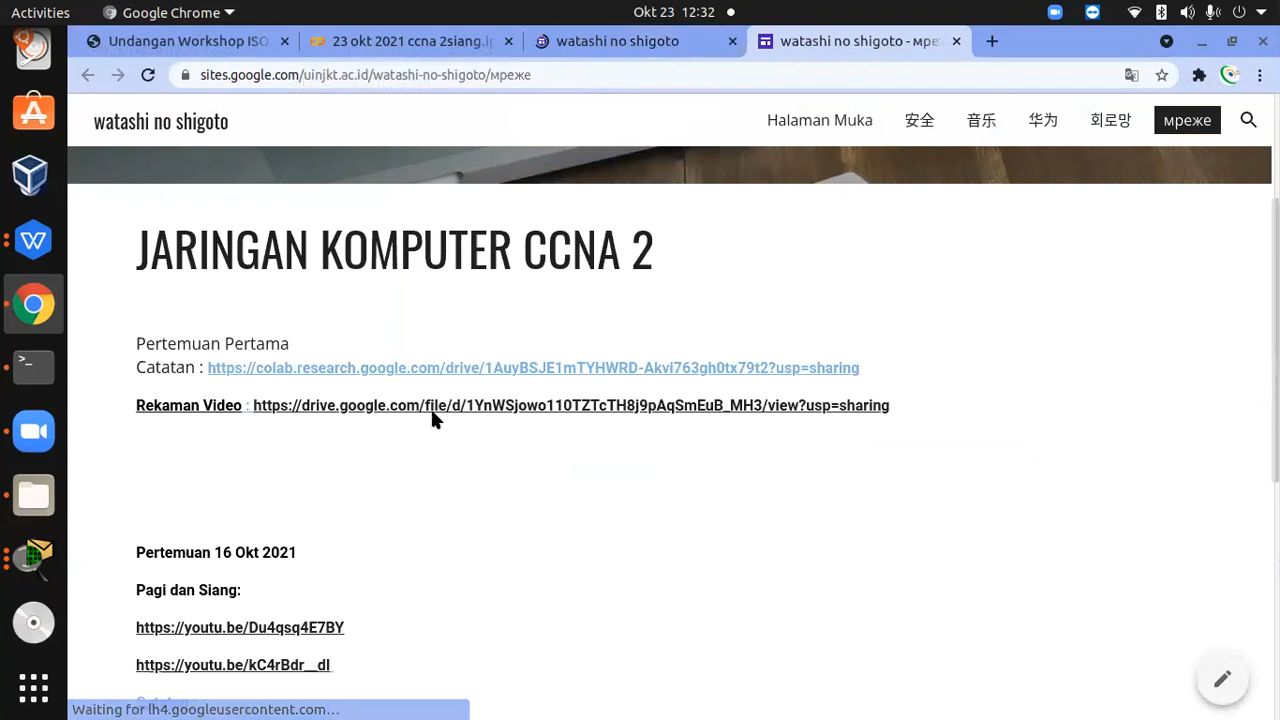 Activities
Google Chrome
Okt 23 12:32
Undangan Workshop ISO
23 okt 2021 ccna 2siang.i
watashi no shigoto
watashi no shigoto - мреж
sites.google.com/uinjkt.ac.id/watashi-no-shigoto/мреже
watashi no shigoto
Halaman Muka
安全
音乐
华为
회로망
мреже
JARINGAN KOMPUTER CCNA 2
Pertemuan Pertama
Catatan : https://colab.research.google.com/drive/1AuyBSJE1mTYHWRD-Akvl763gh0tx79t2?usp=sharing
Rekaman Video : https://drive.google.com/file/d/1YnWSjowo110TZTcTH8j9pAqSmEuB_MH3/view?usp=sharing
Pertemuan 16 Okt 2021
Pagi dan Siang:
https://youtu.be/Du4qsq4E7BY
https://youtu.be/kC4rBdr__dI
Waiting for lh4.googleusercontent.com...